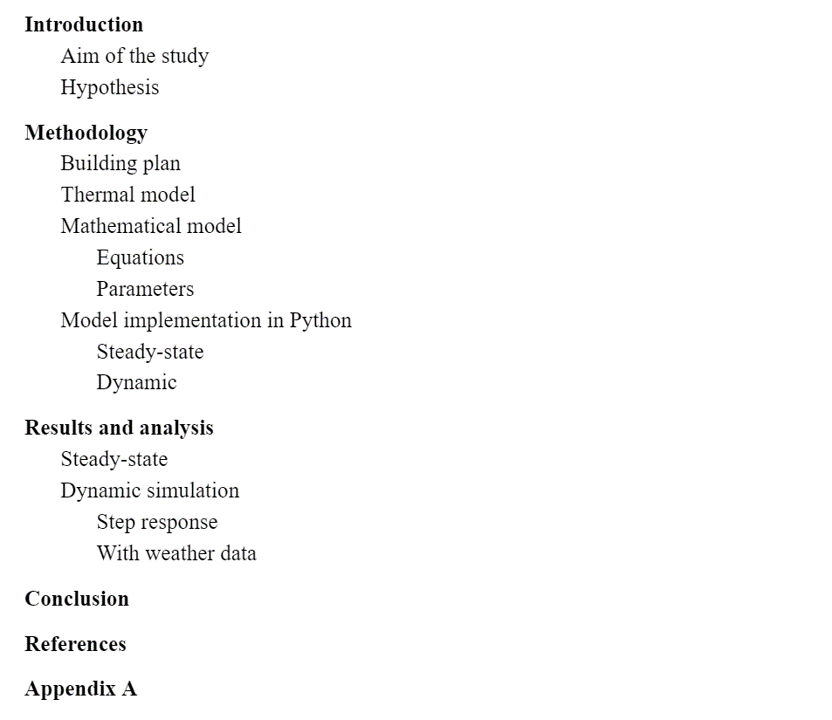 Introduction
Aim of the study
Hypothesis
Methodology
Building plan
Thermal model
Mathematical model
Equations
Parameters
Model implementation in Python
Steady-state
Dynamic
Results and analysis
Steady-state
Dynamic simulation
Step response
With weather data
Conclusion
References
Appendix A